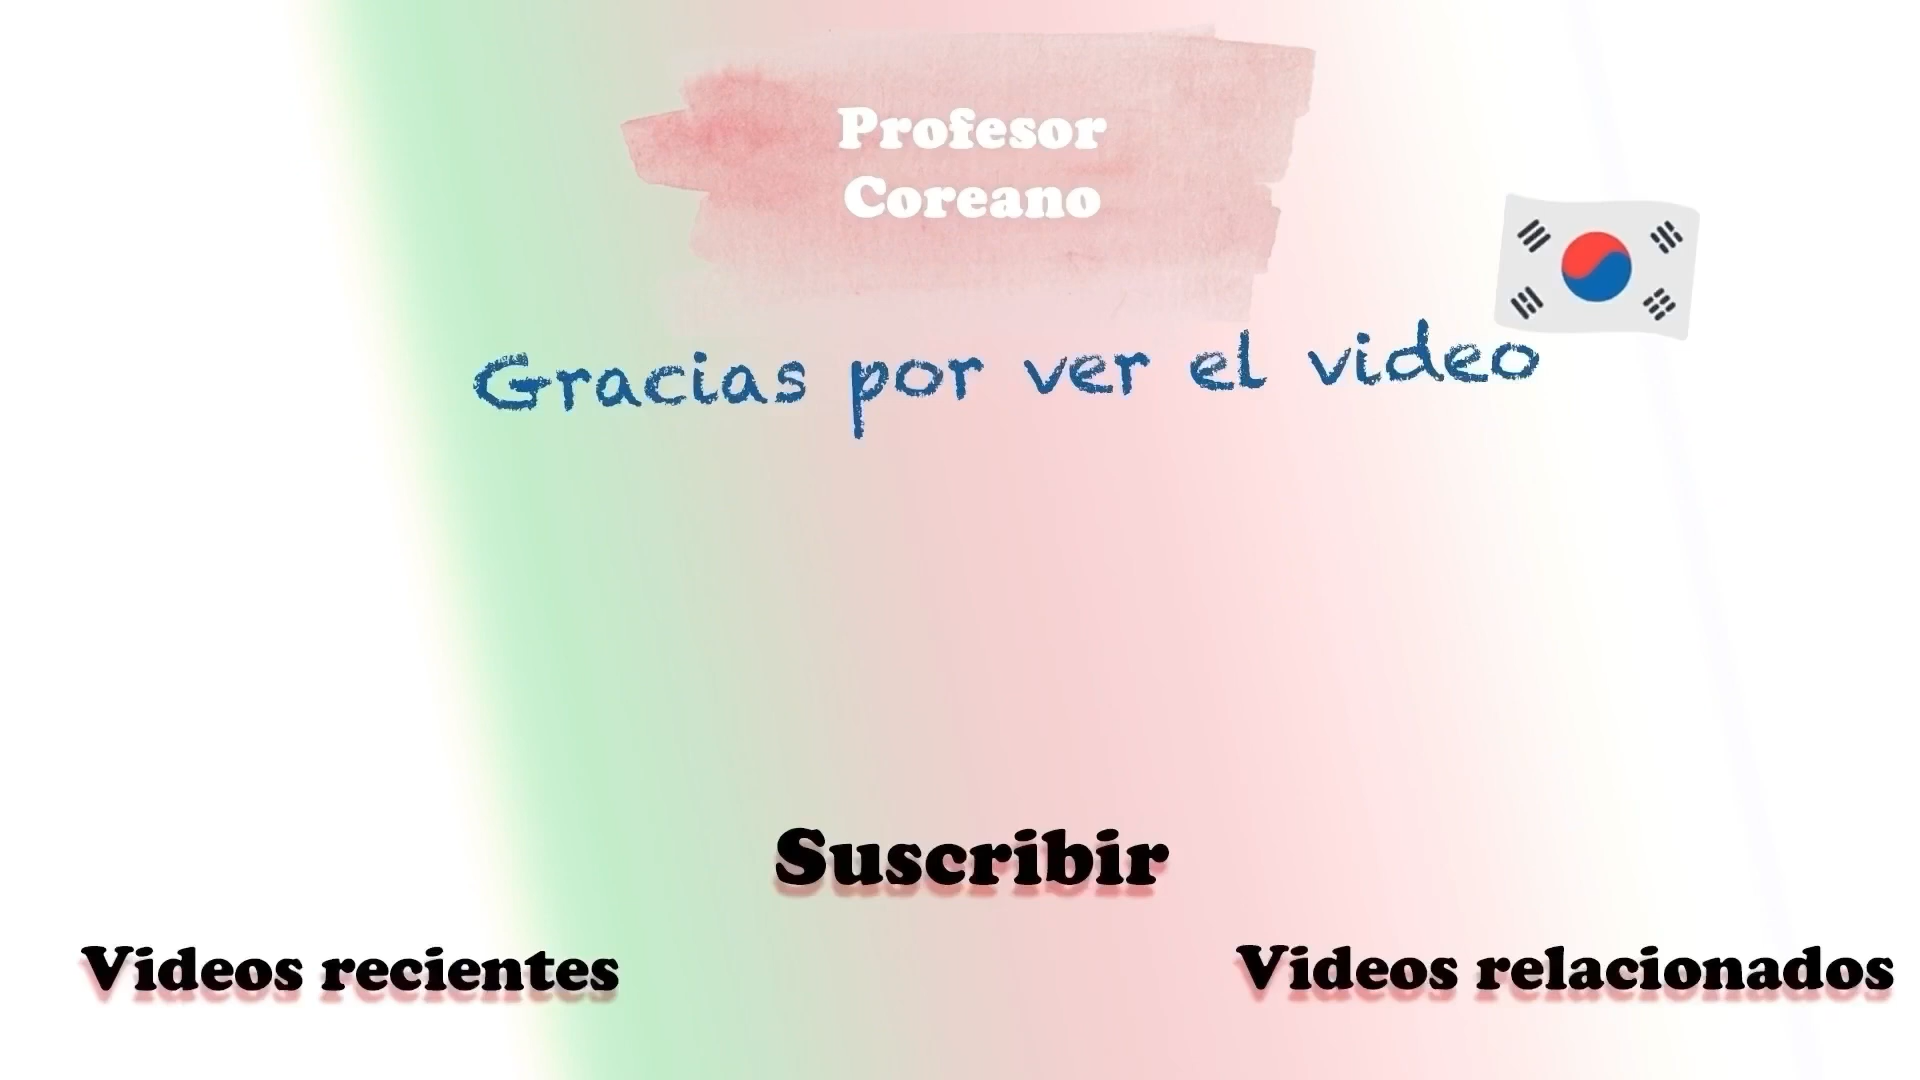 Profesor
Coreano
Gracias por ver el video
Suscribir
Videos recientes
Videos relacionados